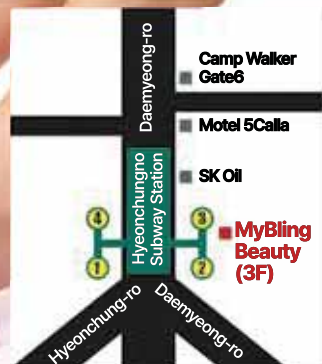 Daemyeong-ro
Camp Walker
Gate6
Motel 5Calla
SK Oil
Hyeonchungno
Subway Station
4
3
1
2
MyBling
Beauty
(3F)
Hyeonchung-ro
Daemyeong-ro